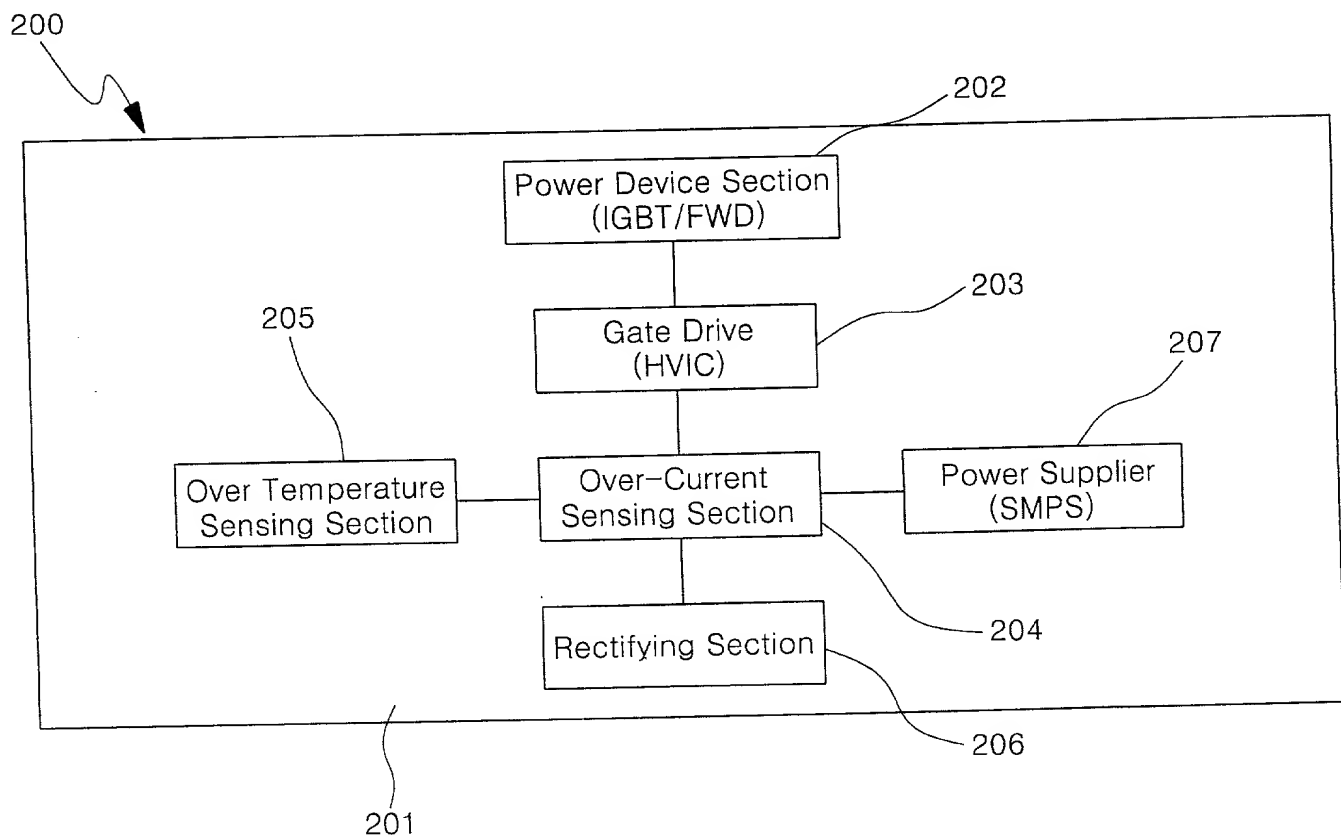 200
202
Power Device Section
(IGBT/FWD)
203
Gate Drive
(HVIC)
205
207
Over Temperature
Sensing Section
Over-Current
Sensing Section
Power Supplier
(SMPS)
204
Rectifying Section
206
201